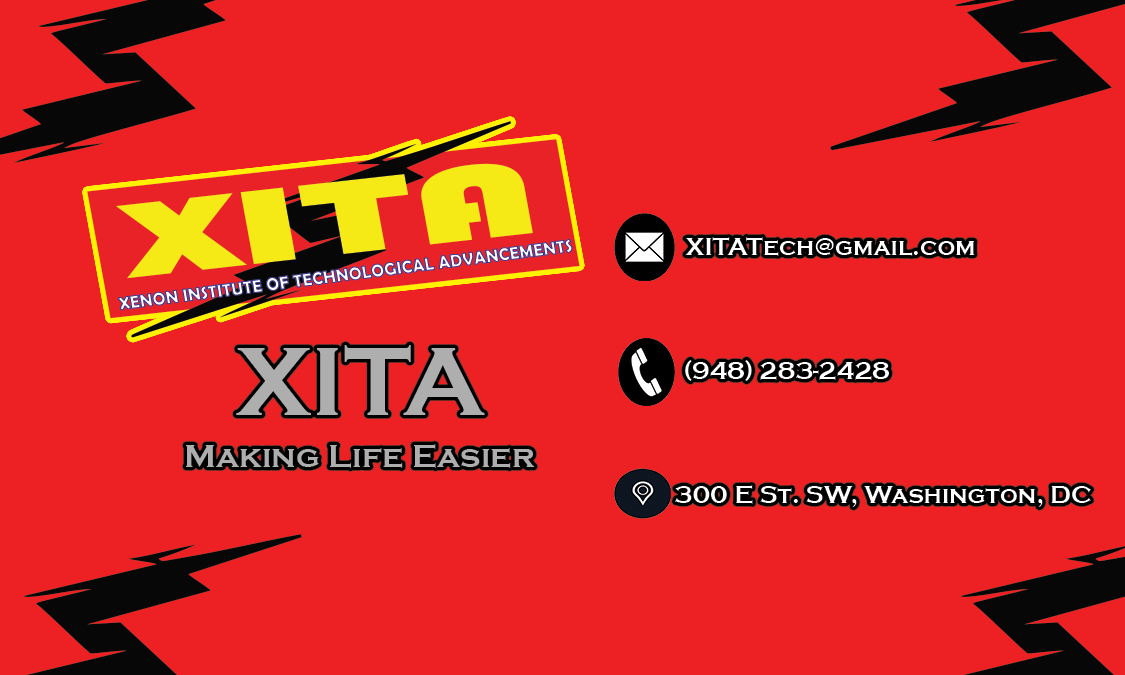 XITA
XENON INSTITUTE OF TECHNOLOGICAL ADVANCEMENTS
XITA
Making Life Easier
XITATech@gmail.com
(948) 283-2428
300 E St. SW, Washington, DC